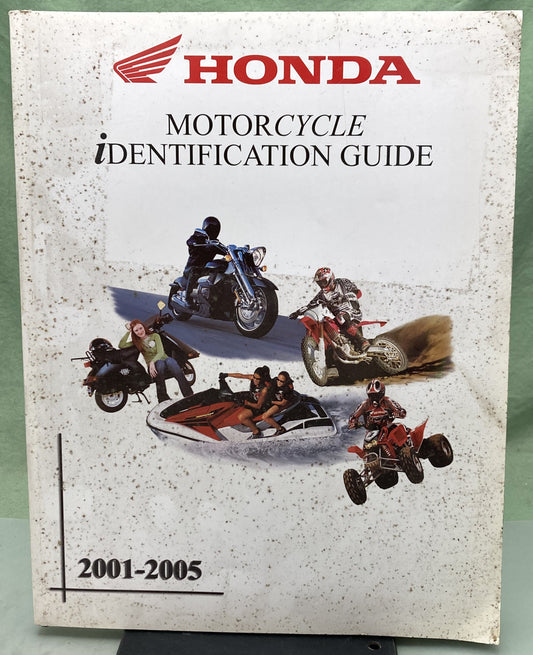 HONDA
MOTORCYCLE
iDENTIFICATION GUIDE
2001-2005